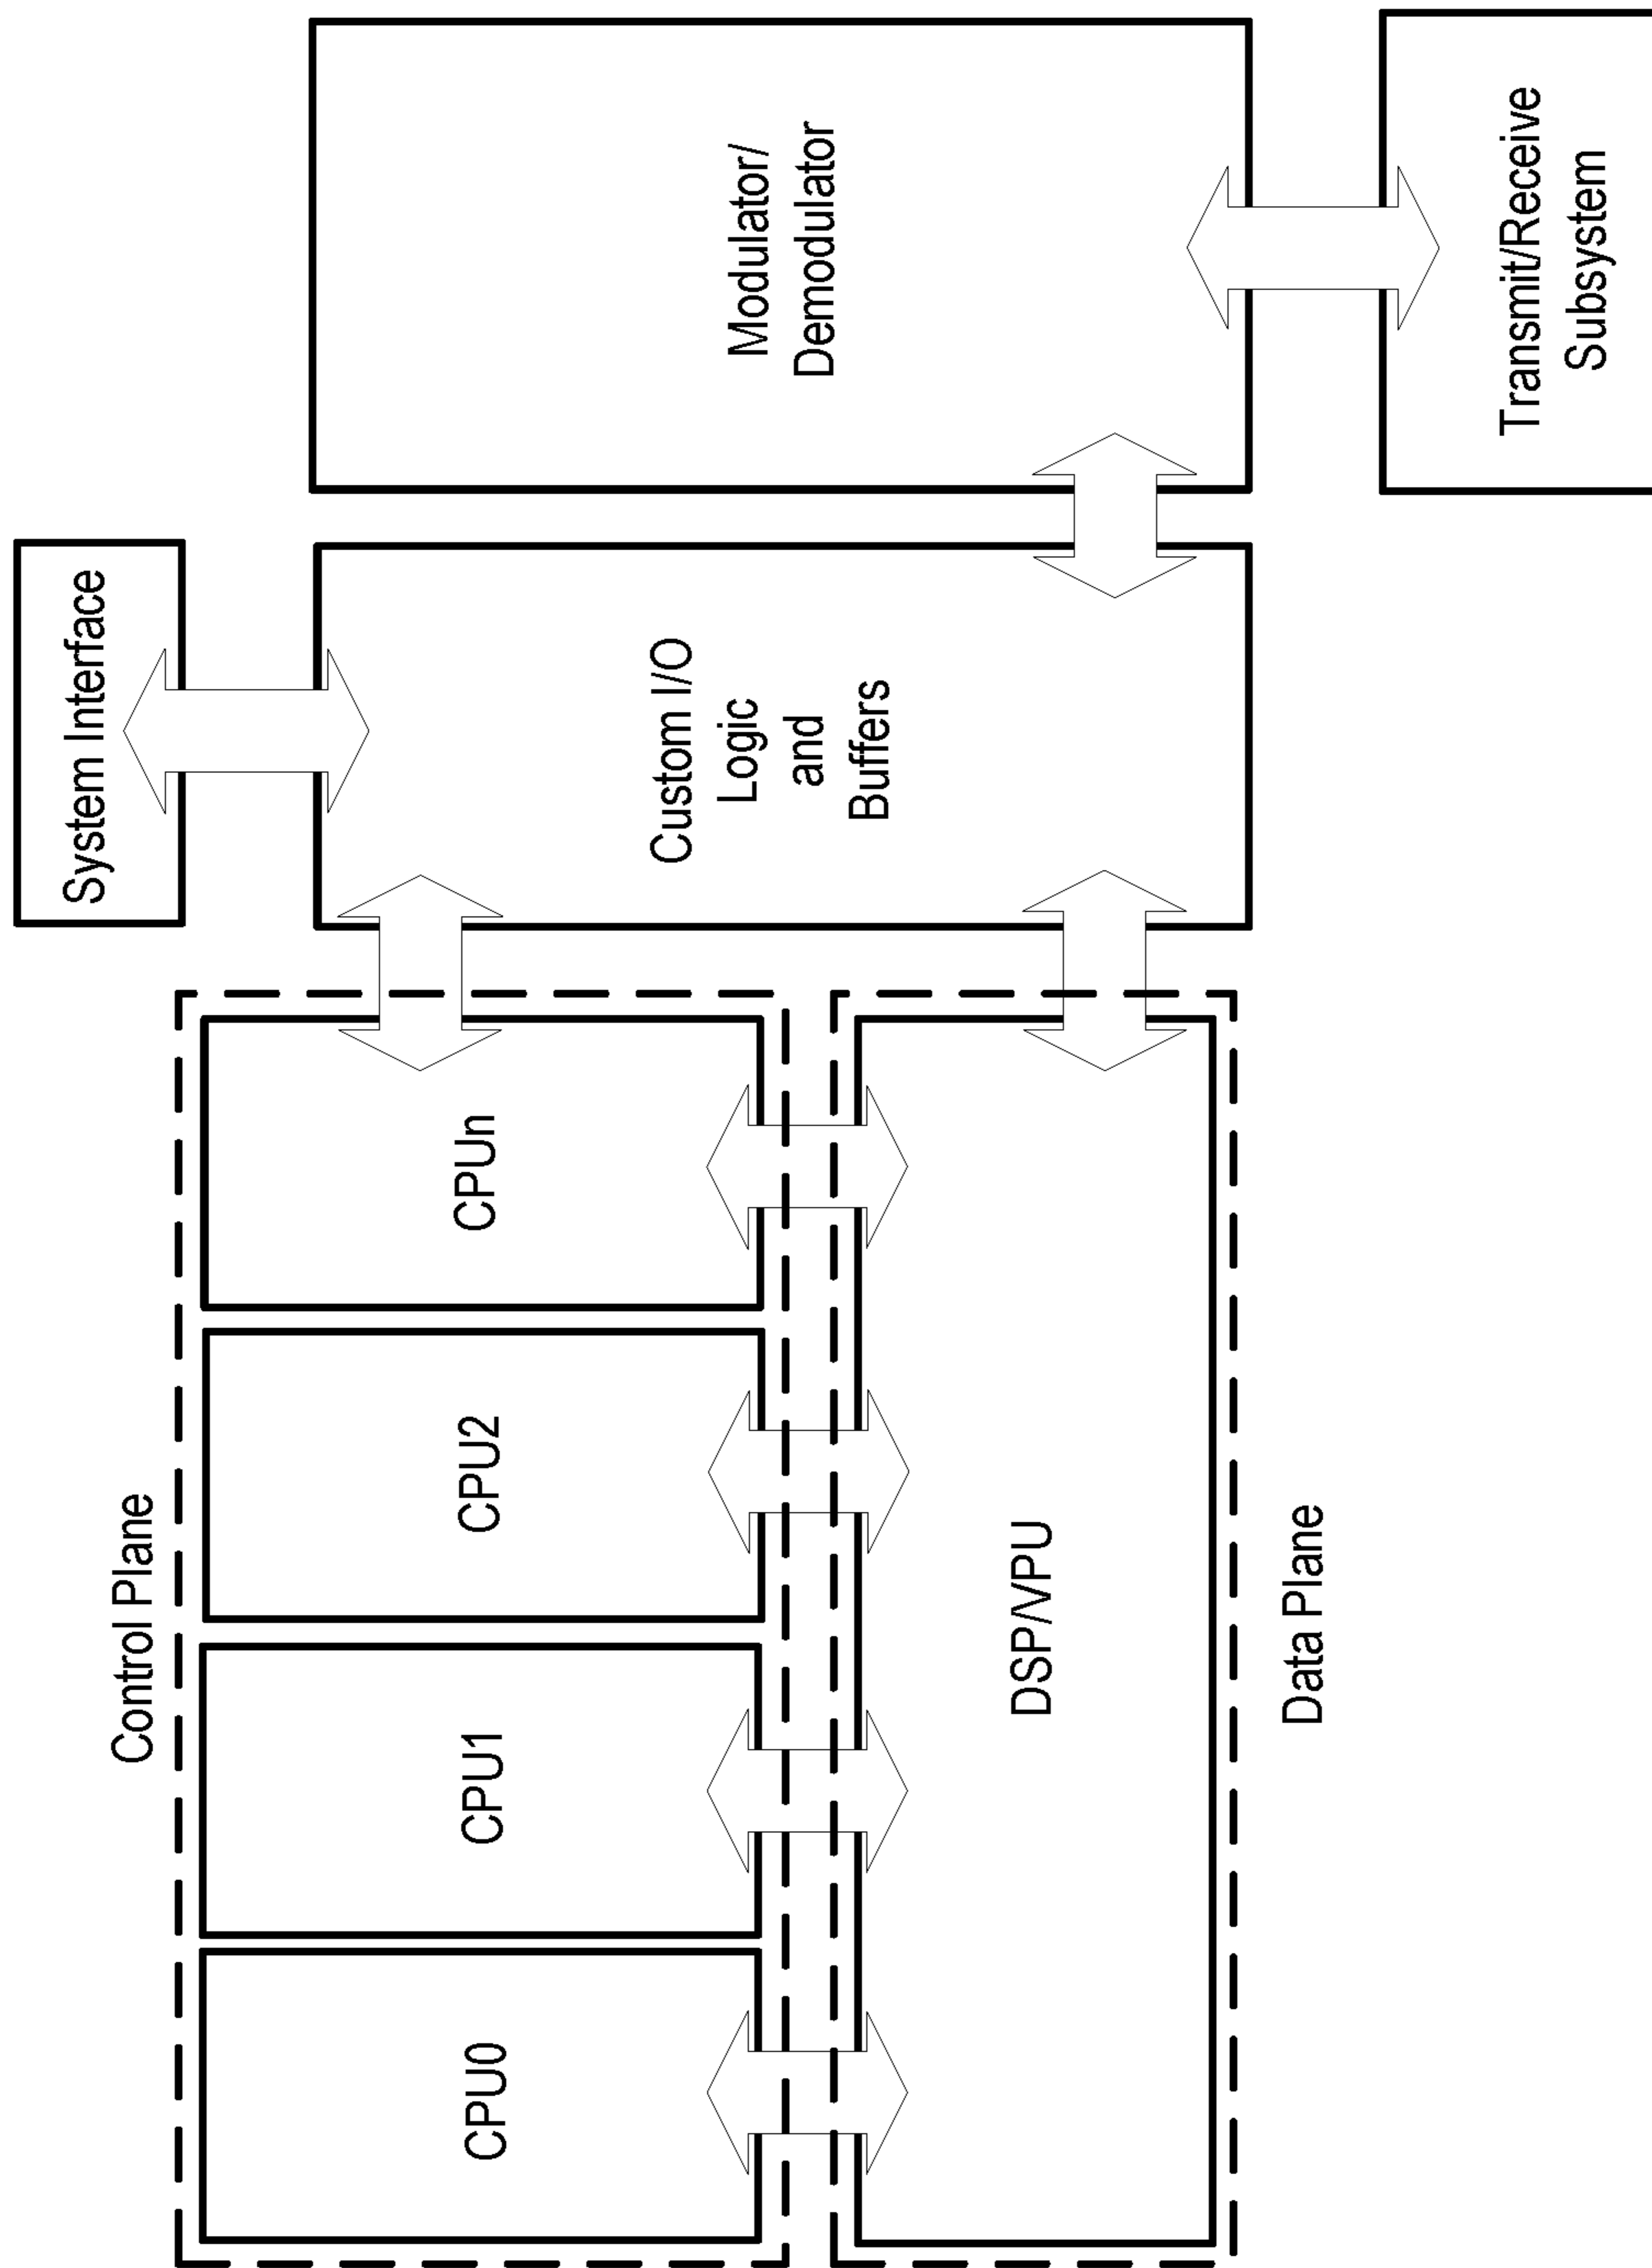 Control Plane
CPU0
CPU1
CPU2
CPUn
DSP/VPU
Data Plane
System Interface
Custom I/O
Logic
and
Buffers
Modulator/
Demodulator
Transmit/Receive
Subsystem